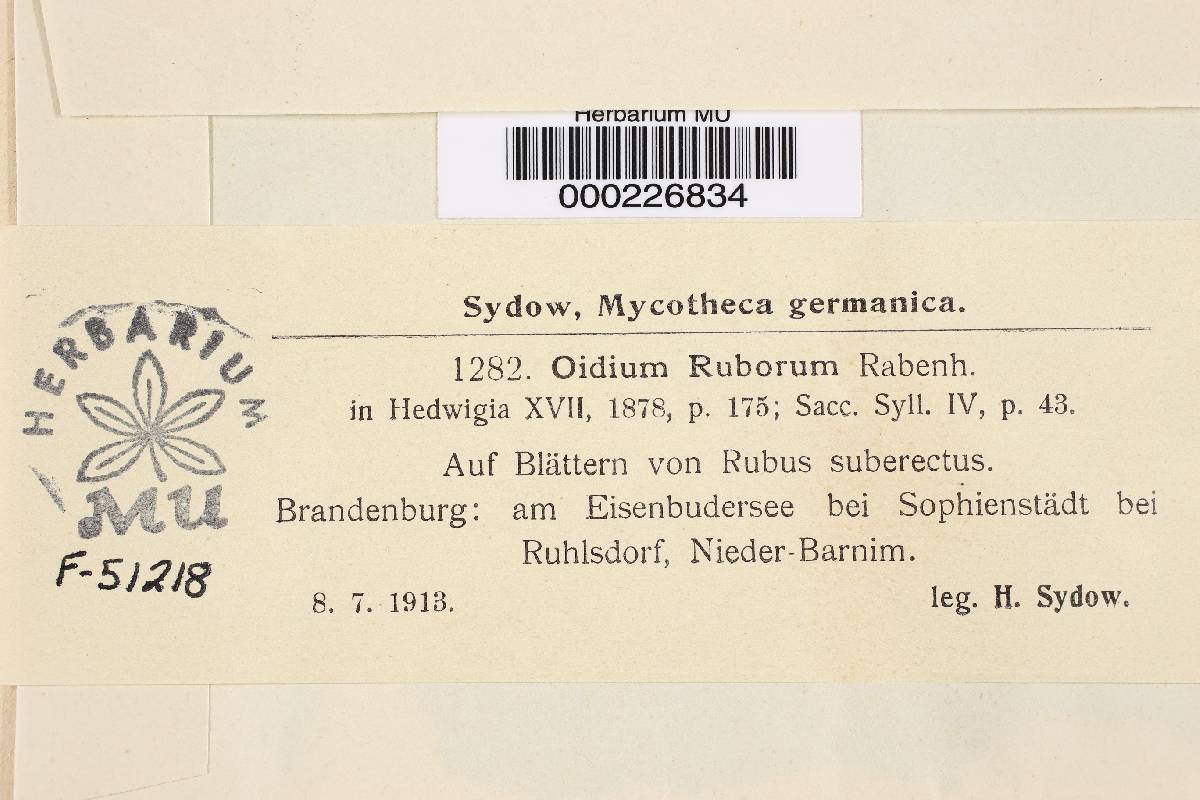 Herbarium MU
000226834
Sydow, Mycotheca germanica.
1282. Oidium Ruborum Rabenh.
in Hedwigia XVII, 1878, p. 175; Sacc. Syll. IV, p. 43.
Auf Blättern von Rubus suberectus.
Brandenburg: am Eisenbudersee bei Sophienstädt bei
Ruhlsdorf, Nieder-Barnim.
8. 7. 1913. leg. H. Sydow.
HERBARIUM
MU
F-51218